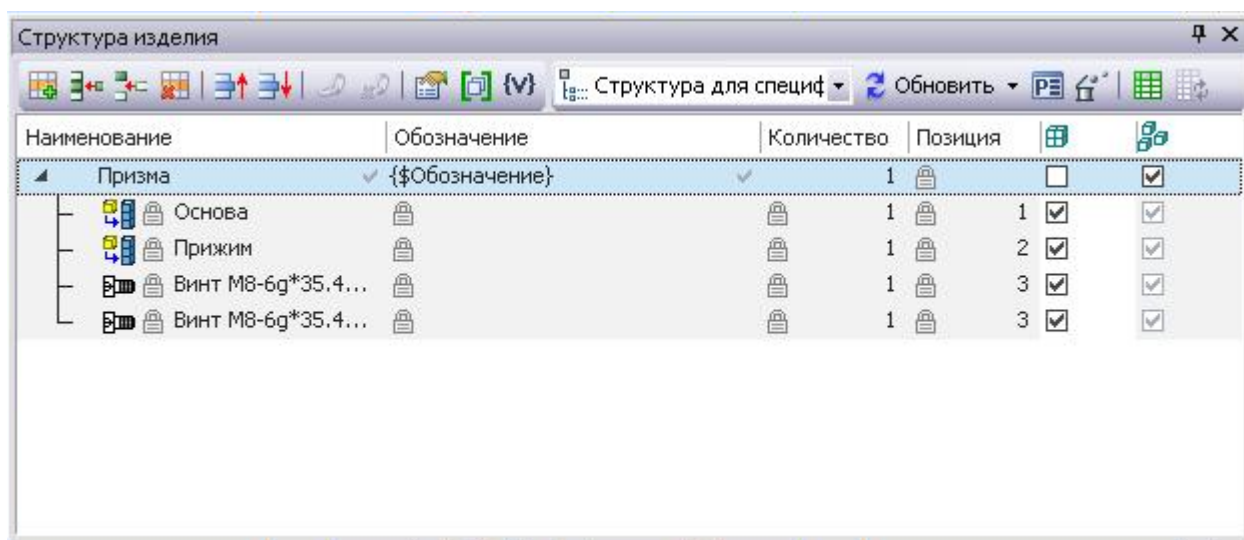 Структура изделия
{V} Структура для специф Обновить PΞ
Наименование Обозначение Количество Позиция
Призма {$Обозначение} 1
Основа 1 1
Прижим 1 2
Винт М8-6g*35.4... 1 3
Винт М8-6g*35.4... 1 3